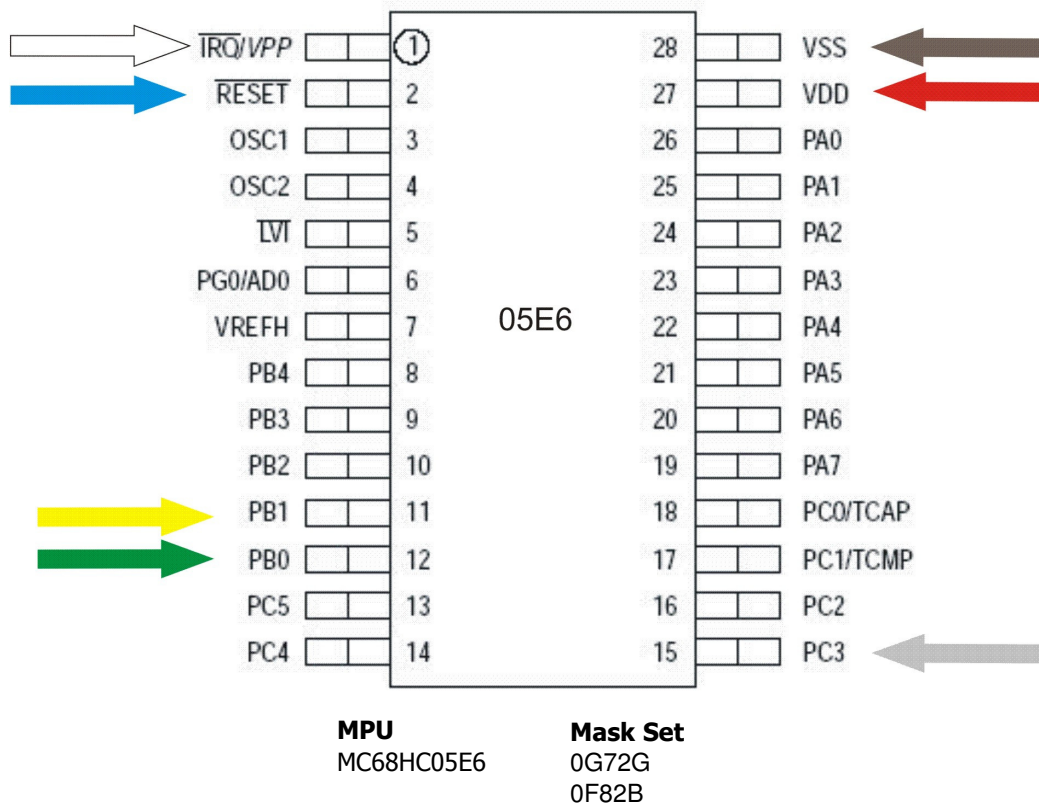 IRQ/VPP 1 28 VSS
RESET 2 27 VDD
OSC1 3 26 PA0
OSC2 4 25 PA1
LVI 5 24 PA2
PG0/AD0 6 23 PA3
VREFH 7 05E6 22 PA4
PB4 8 21 PA5
PB3 9 20 PA6
PB2 10 19 PA7
PB1 11 18 PC0/TCAP
PB0 12 17 PC1/TCMP
PC5 13 16 PC2
PC4 14 15 PC3
MPU Mask Set
MC68HC05E6 0G72G
0F82B